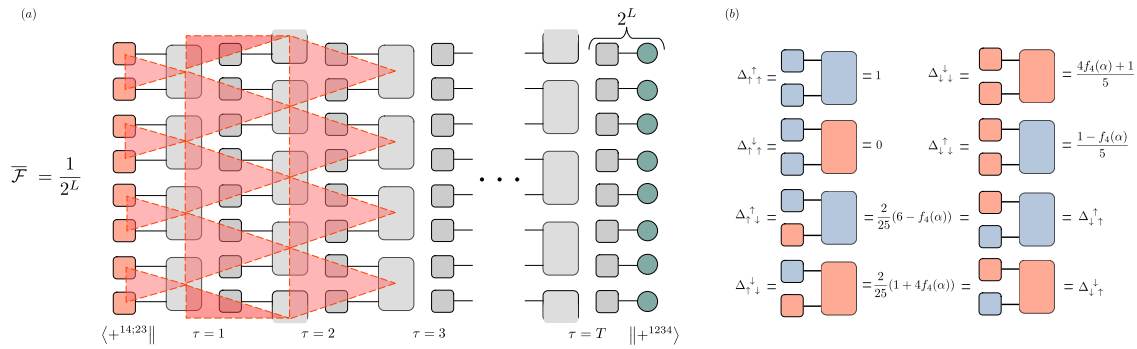 (a)
2^L
\overline{\mathcal{F}} = \frac{1}{2^L}
• • •
⟨+^{14;23}‖ τ = 1 τ = 2 τ = 3 τ = T ‖+^{1234}⟩
(b)
Δ_{↑↑}^{↑} = = 1 Δ_{↓↓}^{↓} = = \frac{4f_4(α) + 1}{5}
Δ_{↑↑}^{↓} = = 0 Δ_{↓↓}^{↑} = = \frac{1 − f_4(α)}{5}
Δ_{↑↓}^{↑} = = \frac{2}{25}(6 − f_4(α)) = = Δ_{↓↑}^{↑}
Δ_{↑↓}^{↓} = = \frac{2}{25}(1 + 4f_4(α)) = = Δ_{↓↑}^{↓}